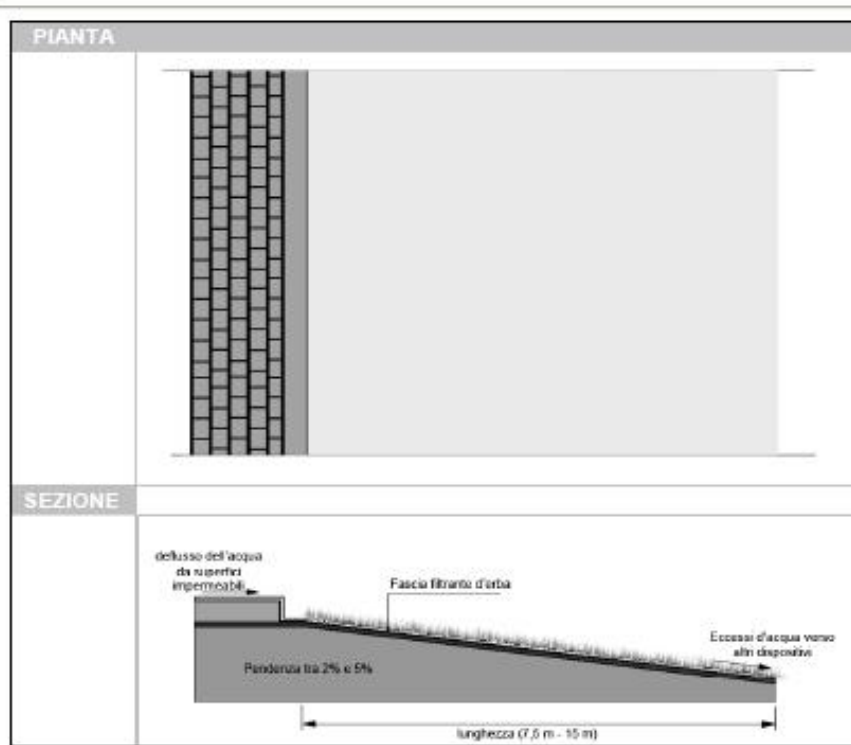 PIANTA
SEZIONE
deflusso dell'acqua
da superfici
impermeabili
Fascia filtrante d'erba
Eccessi d'acqua verso
altri dispositivi
Pendenza tra 2% e 5%
lunghezza (7,5 m - 15 m)